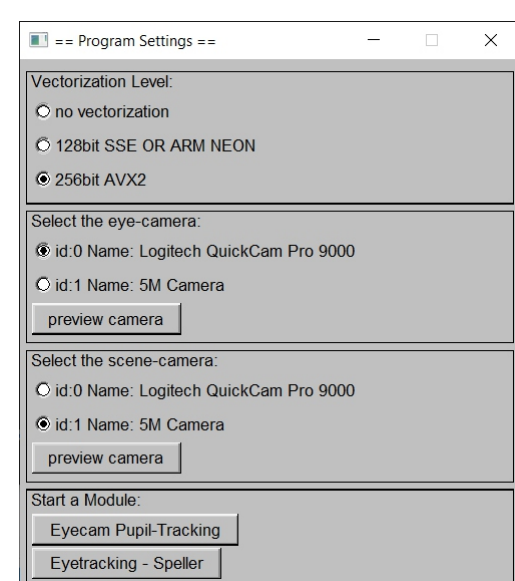 == Program Settings ==
Vectorization Level:
no vectorization
128bit SSE OR ARM NEON
256bit AVX2
Select the eye-camera:
id:0 Name: Logitech QuickCam Pro 9000
id:1 Name: 5M Camera
preview camera
Select the scene-camera:
id:0 Name: Logitech QuickCam Pro 9000
id:1 Name: 5M Camera
preview camera
Start a Module:
Eyecam Pupil-Tracking
Eyetracking - Speller